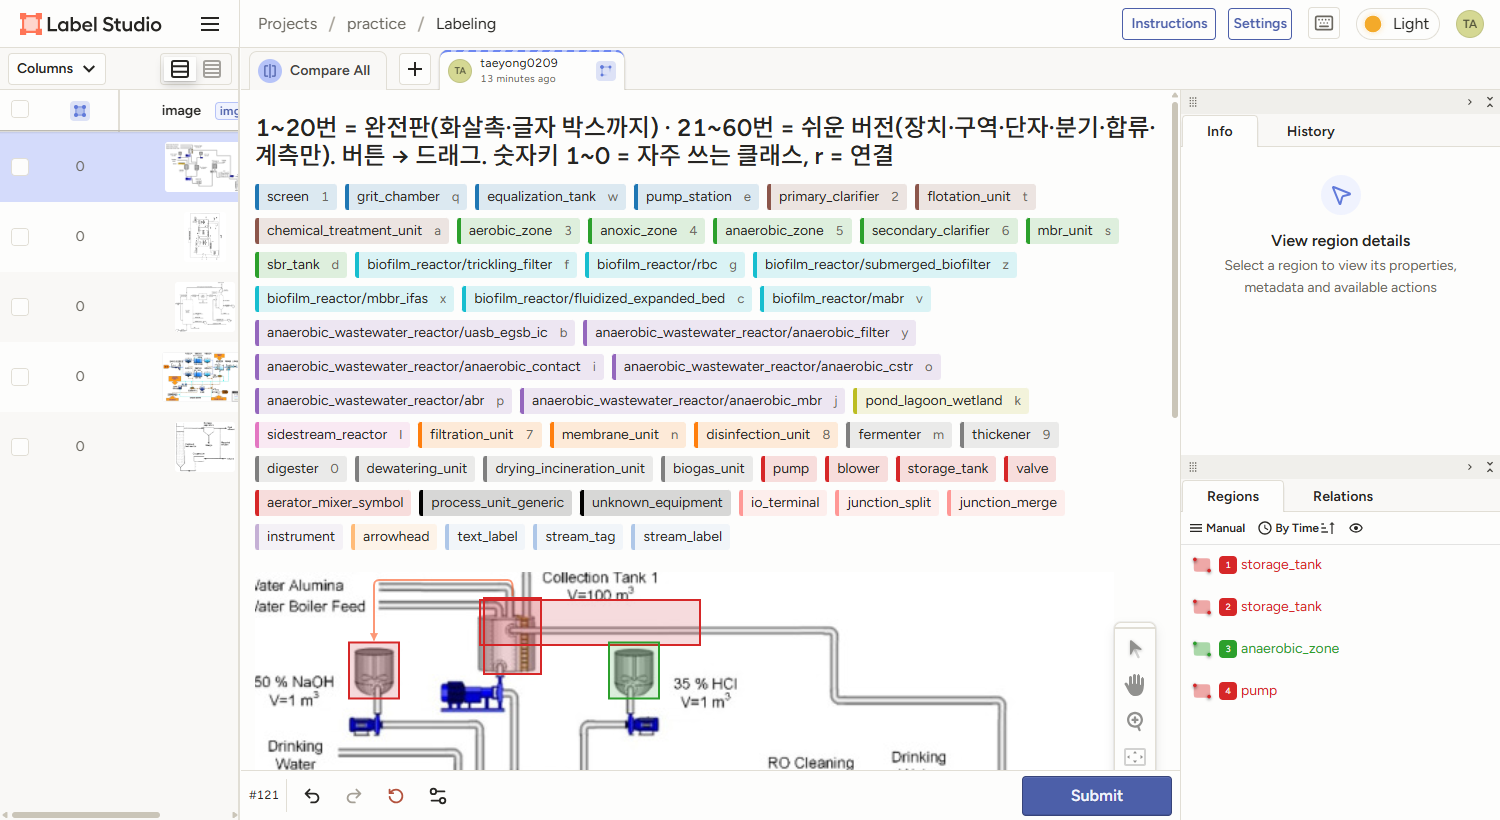 Label Studio
Projects / practice / Labeling
Instructions
Settings
Light
TA
Columns
Compare All
+
TA
taeyong0209
13 minutes ago
image
img
0
0
0
0
0
1~20번 = 완전판(화살촉·글자 박스까지) · 21~60번 = 쉬운 버전(장치·구역·단자·분기·합류·
계측만). 버튼 → 드래그. 숫자키 1~0 = 자주 쓰는 클래스, r = 연결
screen 1 grit_chamber q equalization_tank w pump_station e primary_clarifier 2 flotation_unit t
chemical_treatment_unit a aerobic_zone 3 anoxic_zone 4 anaerobic_zone 5 secondary_clarifier 6 mbr_unit s
sbr_tank d biofilm_reactor/trickling_filter f biofilm_reactor/rbc g biofilm_reactor/submerged_biofilter z
biofilm_reactor/mbbr_ifas x biofilm_reactor/fluidized_expanded_bed c biofilm_reactor/mabr v
anaerobic_wastewater_reactor/uasb_egsb_ic b anaerobic_wastewater_reactor/anaerobic_filter y
anaerobic_wastewater_reactor/anaerobic_contact i anaerobic_wastewater_reactor/anaerobic_cstr o
anaerobic_wastewater_reactor/abr p anaerobic_wastewater_reactor/anaerobic_mbr j pond_lagoon_wetland k
sidestream_reactor l filtration_unit 7 membrane_unit n disinfection_unit 8 fermenter m thickener 9
digester 0 dewatering_unit drying_incineration_unit biogas_unit pump blower storage_tank valve
aerator_mixer_symbol process_unit_generic unknown_equipment io_terminal junction_split junction_merge
instrument arrowhead text_label stream_tag stream_label
Collection Tank 1
V=100 m3
Water Alumina
Water Boiler Feed
50 % NaOH
V=1 m3
35 % HCl
V=1 m3
Drinking
Water
RO Cleaning
Drinking
#121
Submit
Info
History
View region details
Select a region to view its properties,
metadata and available actions
Regions
Relations
Manual
By Time
1 storage_tank
2 storage_tank
3 anaerobic_zone
4 pump